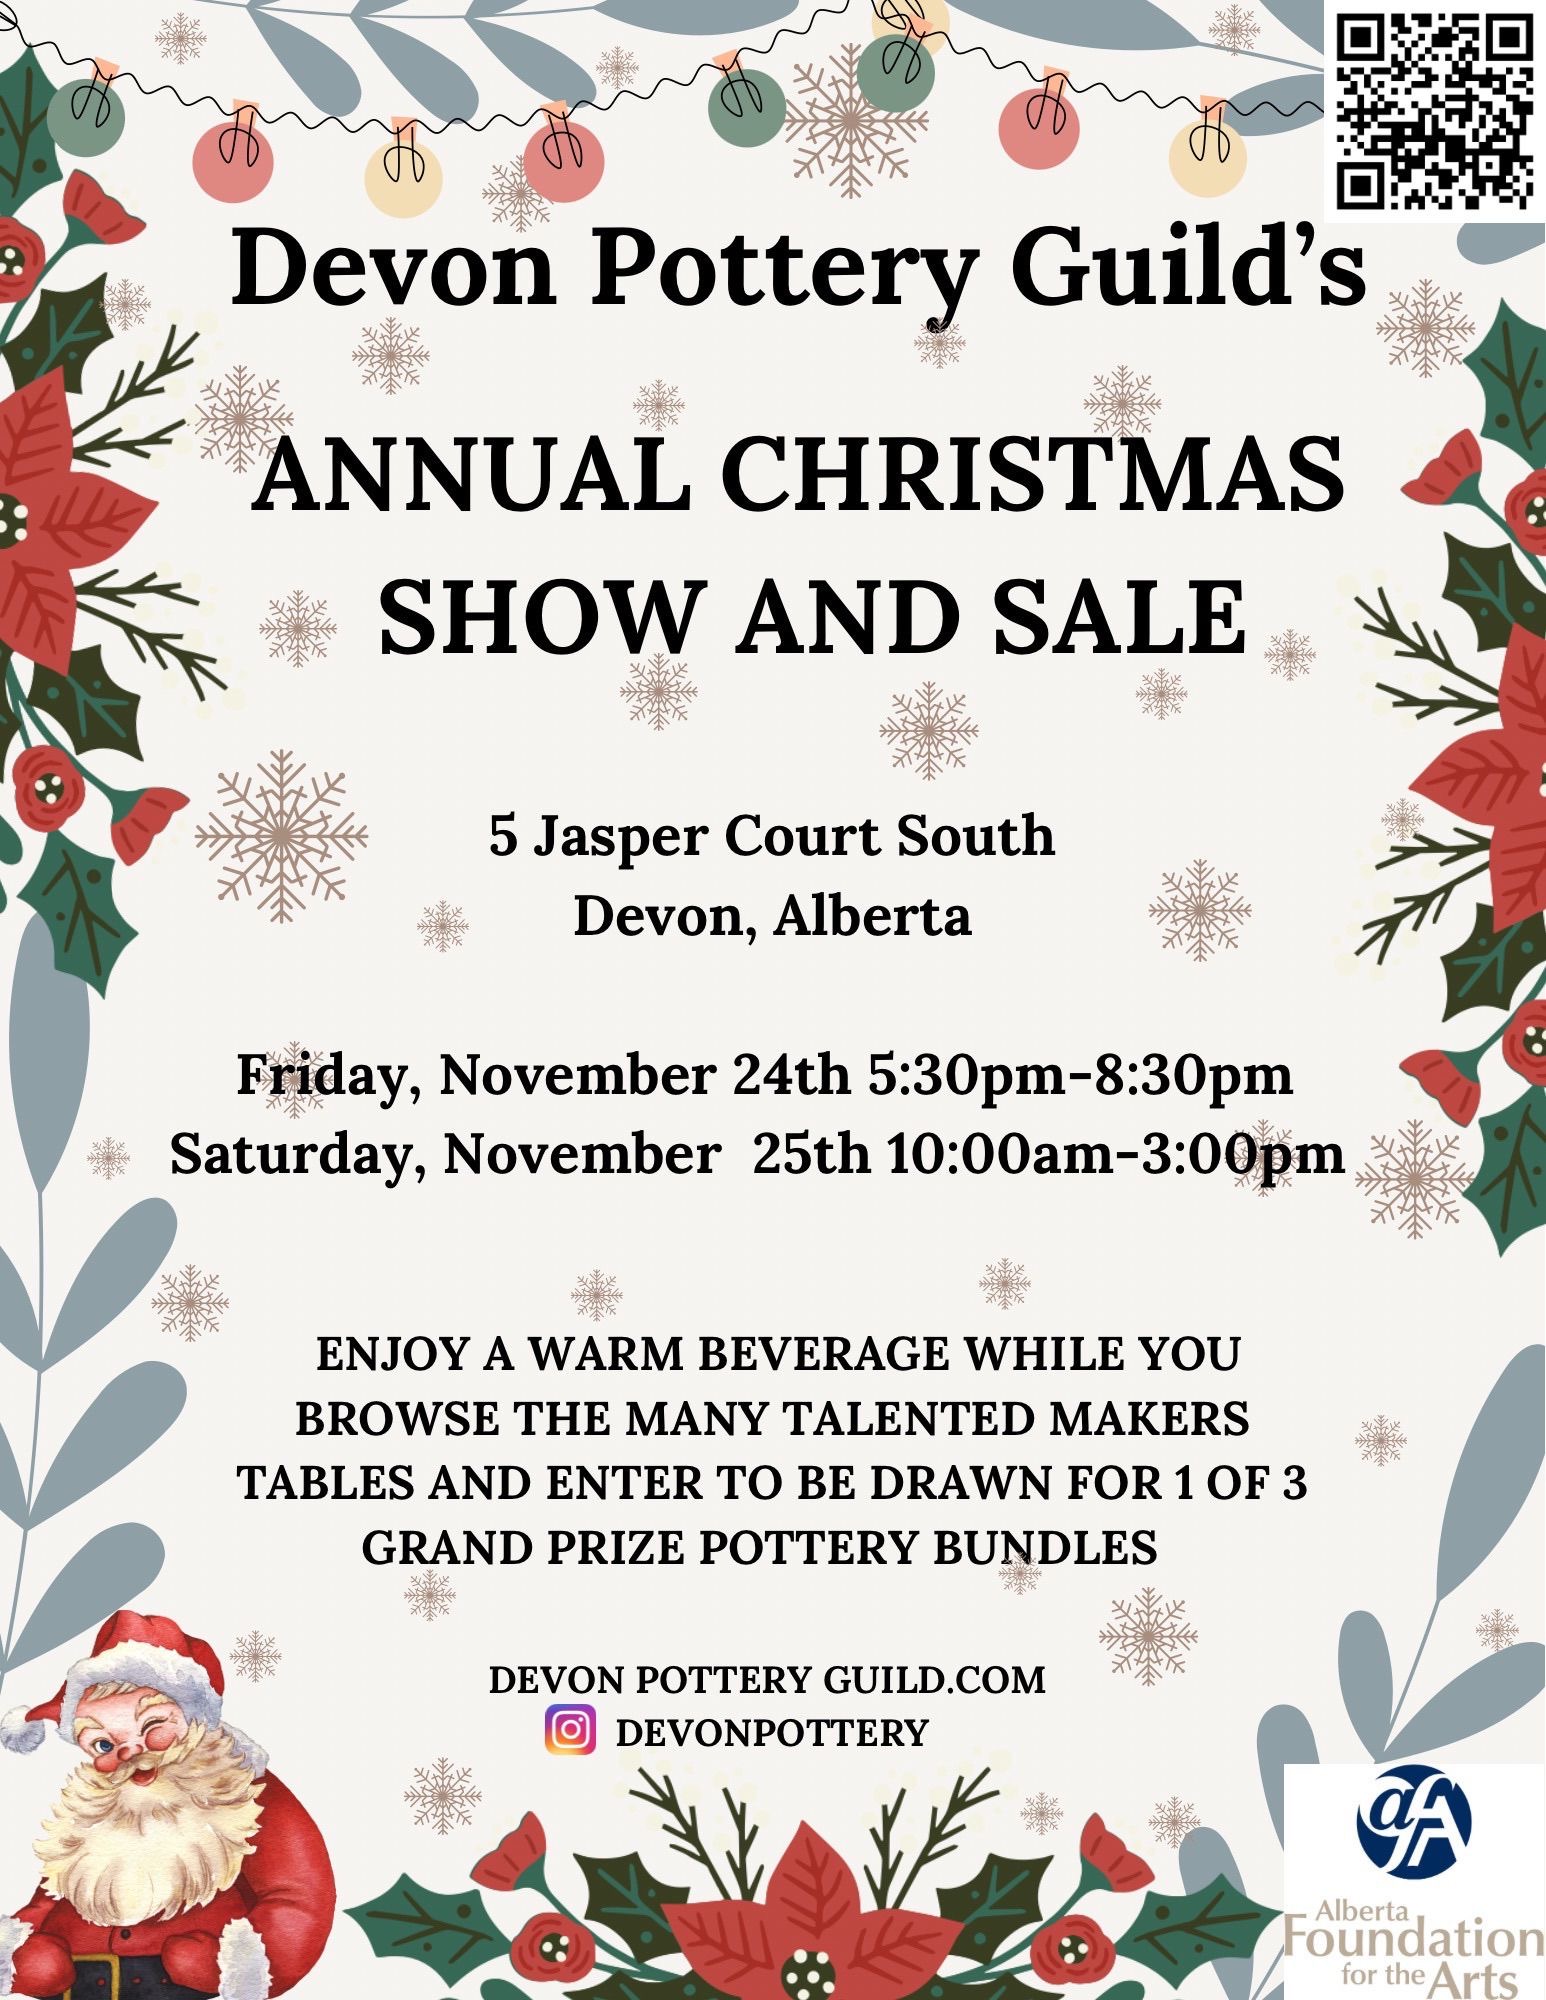 Devon Pottery Guild's
ANNUAL CHRISTMAS
SHOW AND SALE
5 Jasper Court South
Devon, Alberta
Friday, November 24th 5:30pm-8:30pm
Saturday, November 25th 10:00am-3:00pm
ENJOY A WARM BEVERAGE WHILE YOU
BROWSE THE MANY TALENTED MAKERS
TABLES AND ENTER TO BE DRAWN FOR 1 OF 3
GRAND PRIZE POTTERY BUNDLES
DEVON POTTERY GUILD.COM
DEVONPOTTERY
afA
Alberta
Foundation
for the Arts